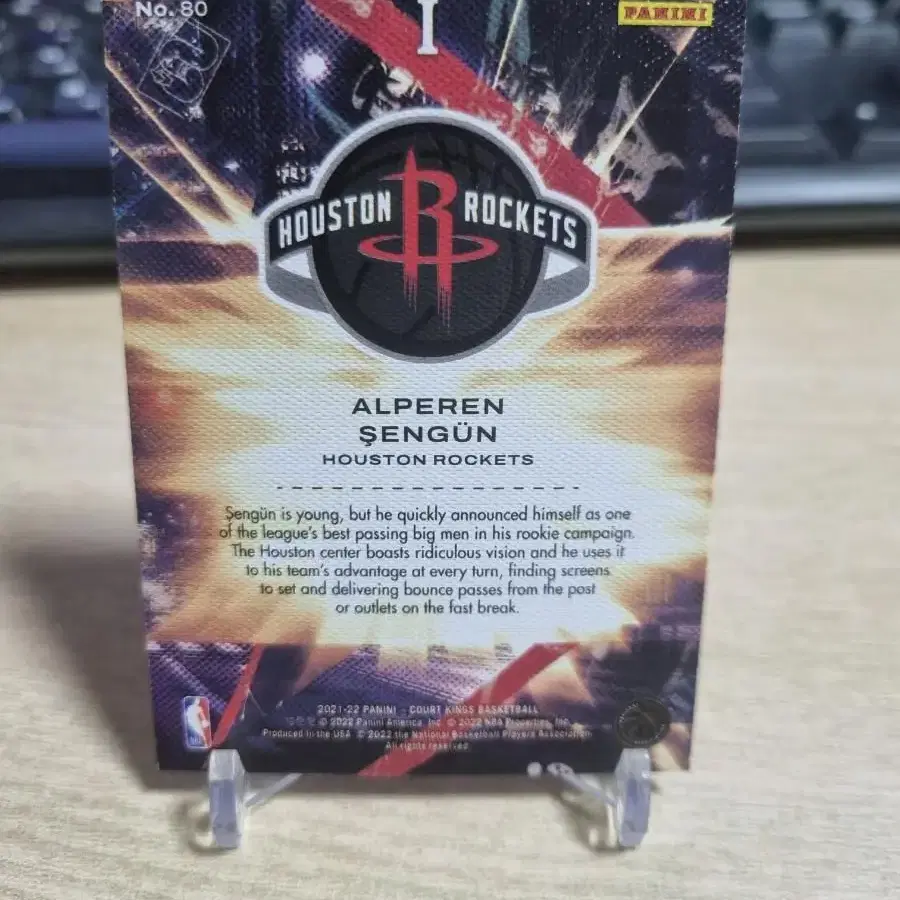 No. 80
I
PANINI
HOUSTON ROCKETS
R
ALPEREN
ŞENGÜN
HOUSTON ROCKETS
Şengün is young, but he quickly announced himself as one
of the league's best passing big men in his rookie campaign.
The Houston center boasts ridiculous vision and he uses it
to his team's advantage at every turn, finding screens
to set and delivering bounce passes from the post
or outlets on the fast break.
2021-22 PANINI - COURT KINGS BASKETBALL
© 2022 Panini America, Inc. © 2022 NBA Properties, Inc.
Produced in the USA © 2022 the National Basketball Players Association
All rights reserved